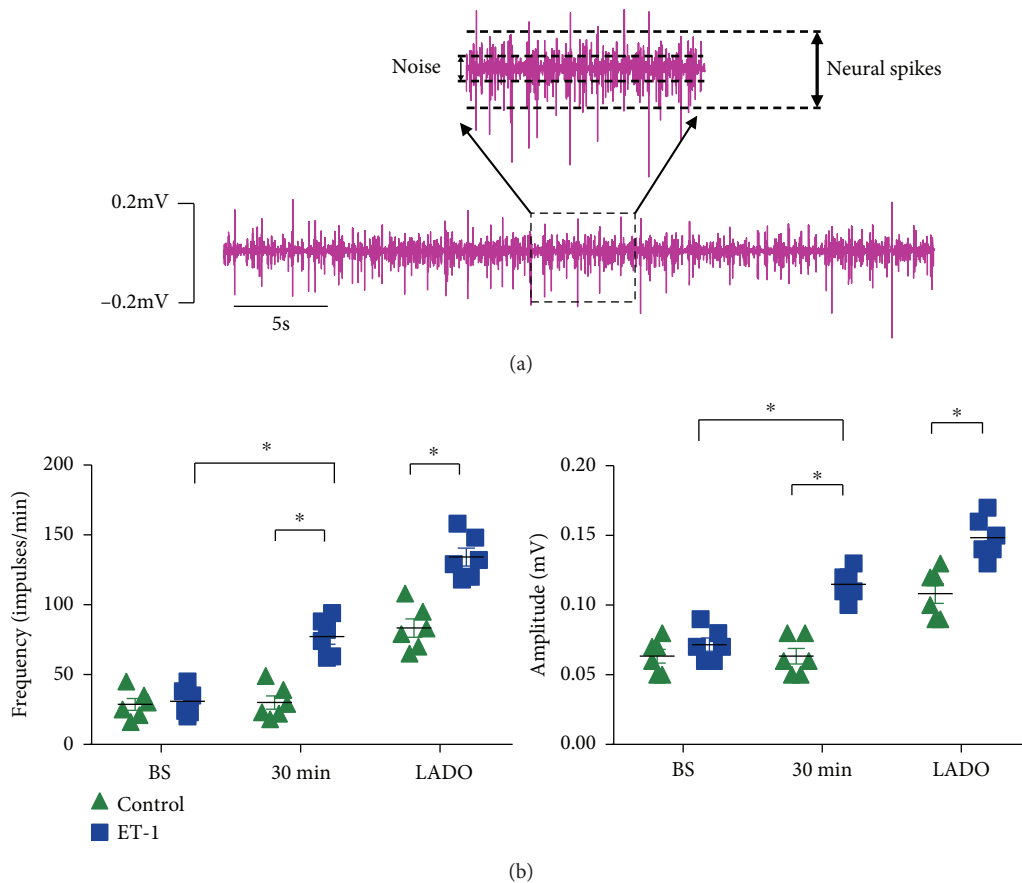 Noise
Neural spikes
0.2mV
–0.2mV
5s
(a)
*
*
*
200
150
100
50
0
Frequency (impulses/min)
BS
30 min
LADO
*
*
*
0.20
0.15
0.10
0.05
0.00
Amplitude (mV)
BS
30 min
LADO
Control
ET-1
(b)